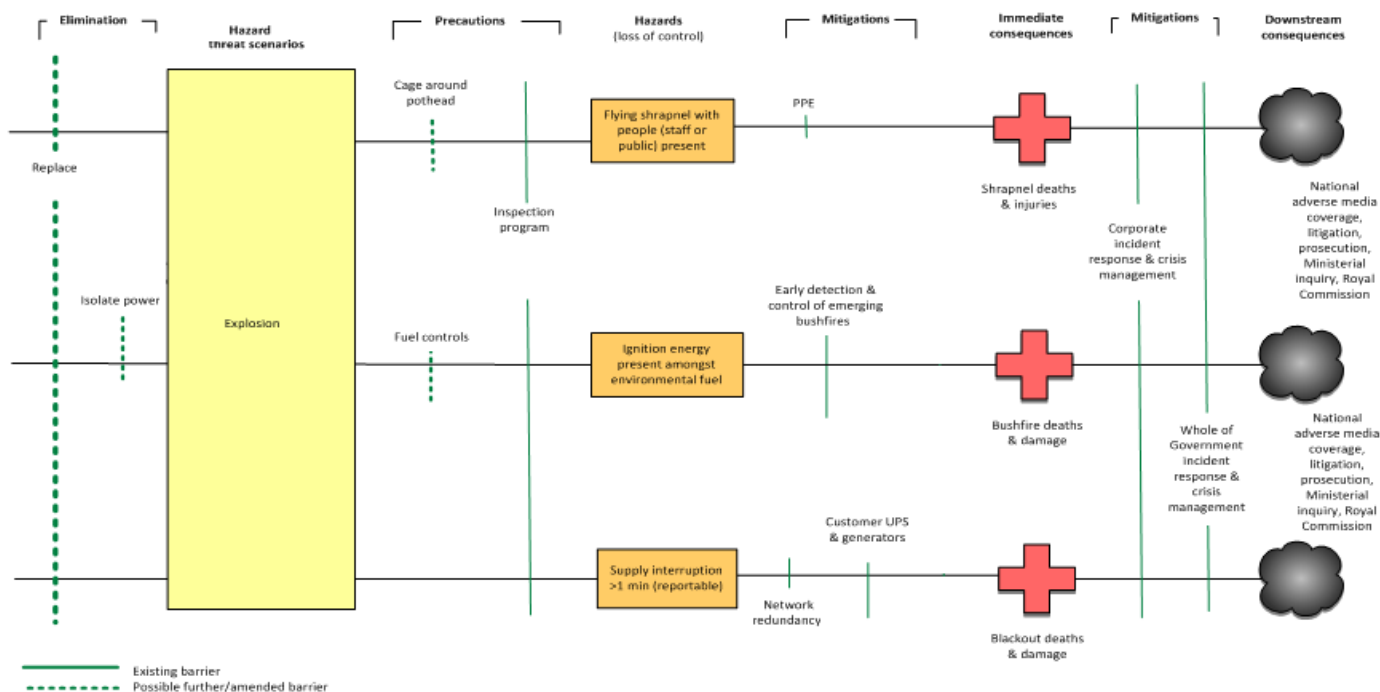 Elimination
Hazard
threat scenarios
Precautions
Hazards
(loss of control)
Mitigations
Immediate
consequences
Mitigations
Downstream
consequences
Cage around
pothead
Flying shrapnel with
people (staff or
public) present
PPE
Replace
Shrapnel deaths
& injuries
National
adverse media
coverage,
litigation,
prosecution,
Ministerial
inquiry, Royal
Commission
Inspection
program
Corporate
incident
response & crisis
management
Isolate power
Explosion
Early detection &
control of emerging
bushfires
Fuel controls
Ignition energy
present amongst
environmental fuel
Bushfire deaths
& damage
Whole of
Government
incident
response &
crisis
management
National
adverse media
coverage,
litigation,
prosecution,
Ministerial
inquiry, Royal
Commission
Customer UPS
& generators
Supply interruption
>1 min (reportable)
Network
redundancy
Blackout deaths
& damage
Existing barrier
Possible further/amended barrier